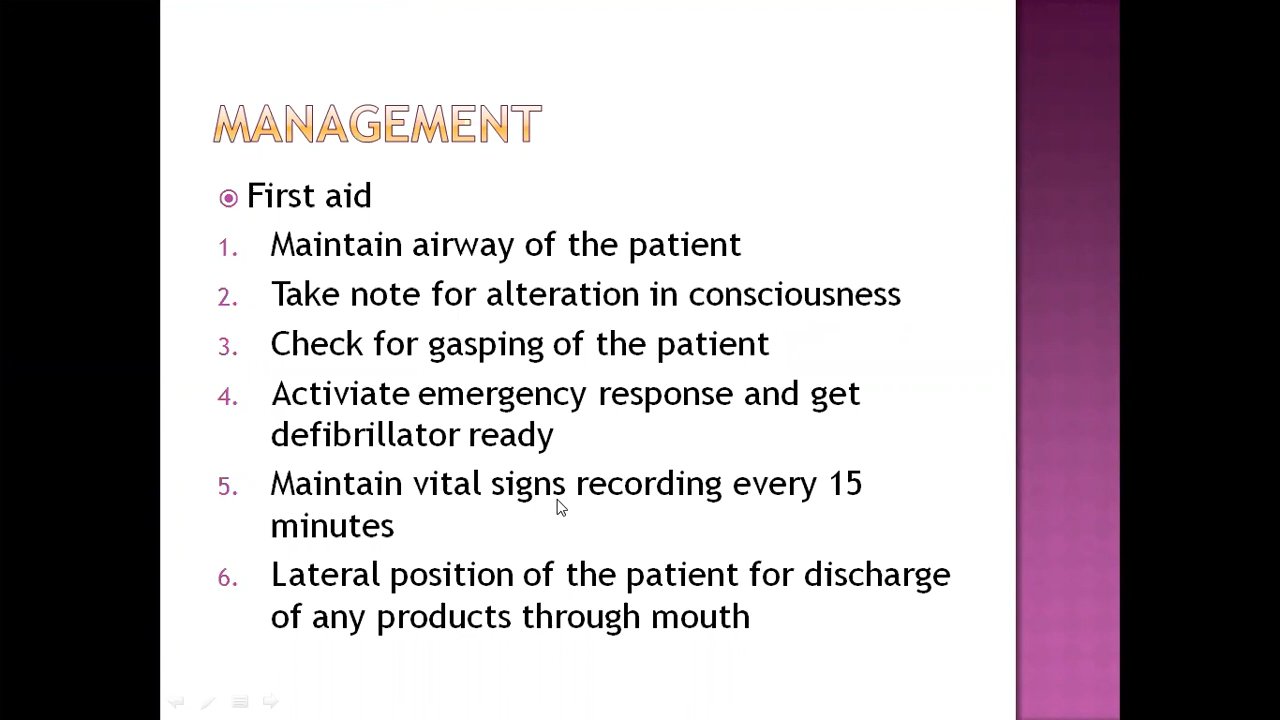 MANAGEMENT
First aid
1. Maintain airway of the patient
2. Take note for alteration in consciousness
3. Check for gasping of the patient
4. Activiate emergency response and get
defibrillator ready
5. Maintain vital signs recording every 15
minutes
6. Lateral position of the patient for discharge
of any products through mouth